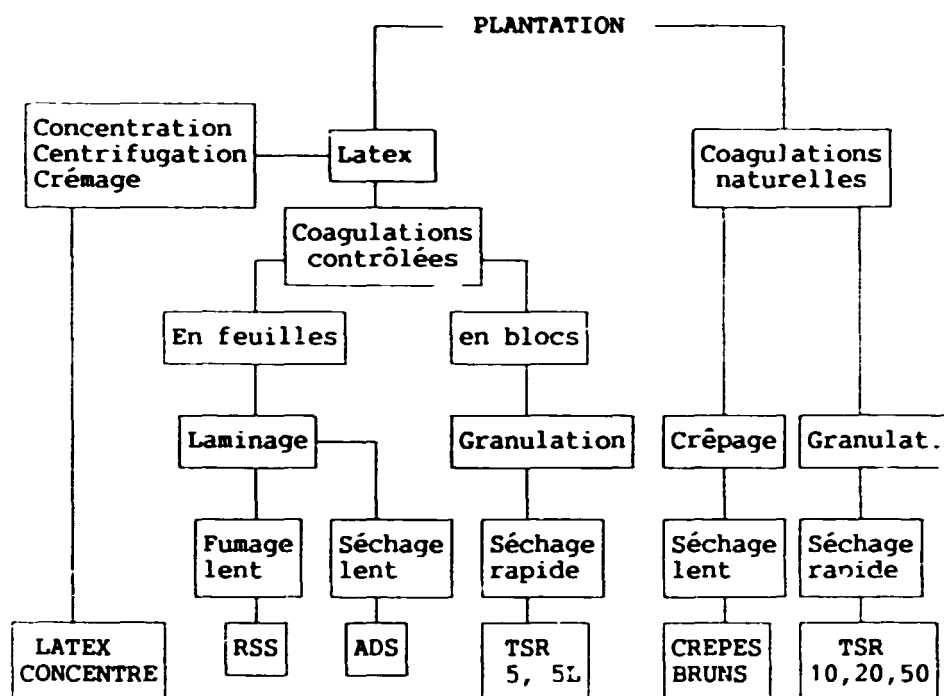 PLANTATION
Concentration
Centrifugation
Crémage
Latex
Coagulations
naturelles
Coagulations
contrôlées
En feuilles
en blocs
Laminage
Granulation
Crêpage
Granulat.
Fumage
lent
Séchage
lent
Séchage
rapide
Séchage
lent
Séchage
rapide
LATEX
CONCENTRE
RSS
ADS
TSR
5, 5L
CREPES
BRUNS
TSR
10,20,50